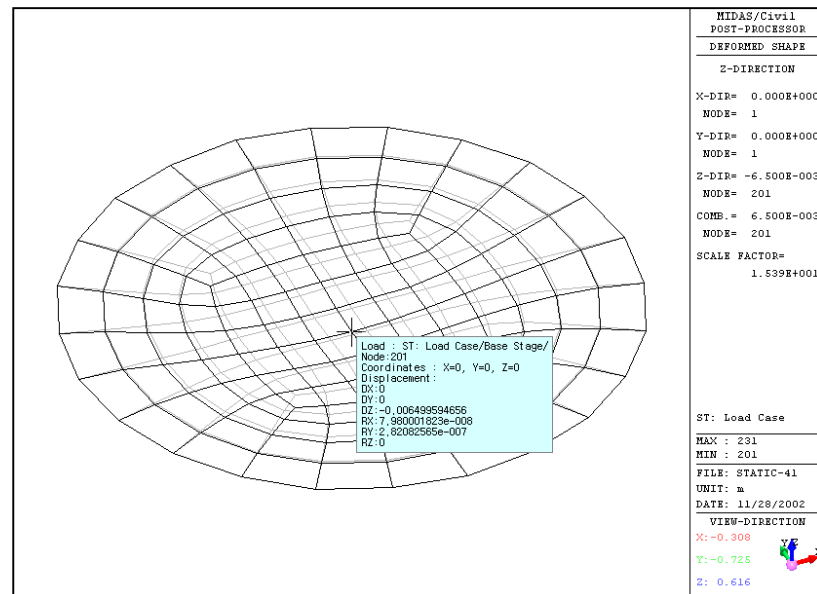 MIDAS/Civil
POST-PROCESSOR
DEFORMED SHAPE
Z-DIRECTION
X-DIR= 0.000E+000
NODE= 1
Y-DIR= 0.000E+000
NODE= 1
Z-DIR= -6.500E-003
NODE= 201
COMB.= 6.500E-003
NODE= 201
SCALE FACTOR=
1.539E+001
Load : ST: Load Case/Base Stage/
Node:201
Coordinates : X=0, Y=0, Z=0
Displacement:
DX:0
DY:0
DZ:-0,006499594656
RX:7,980001823e-008
RY:2,82082565e-007
RZ:0
ST: Load Case
MAX : 231
MIN : 201
FILE: STATIC-41
UNIT: m
DATE: 11/28/2002
VIEW-DIRECTION
X:-0.308
Y:-0.725
Z: 0.616